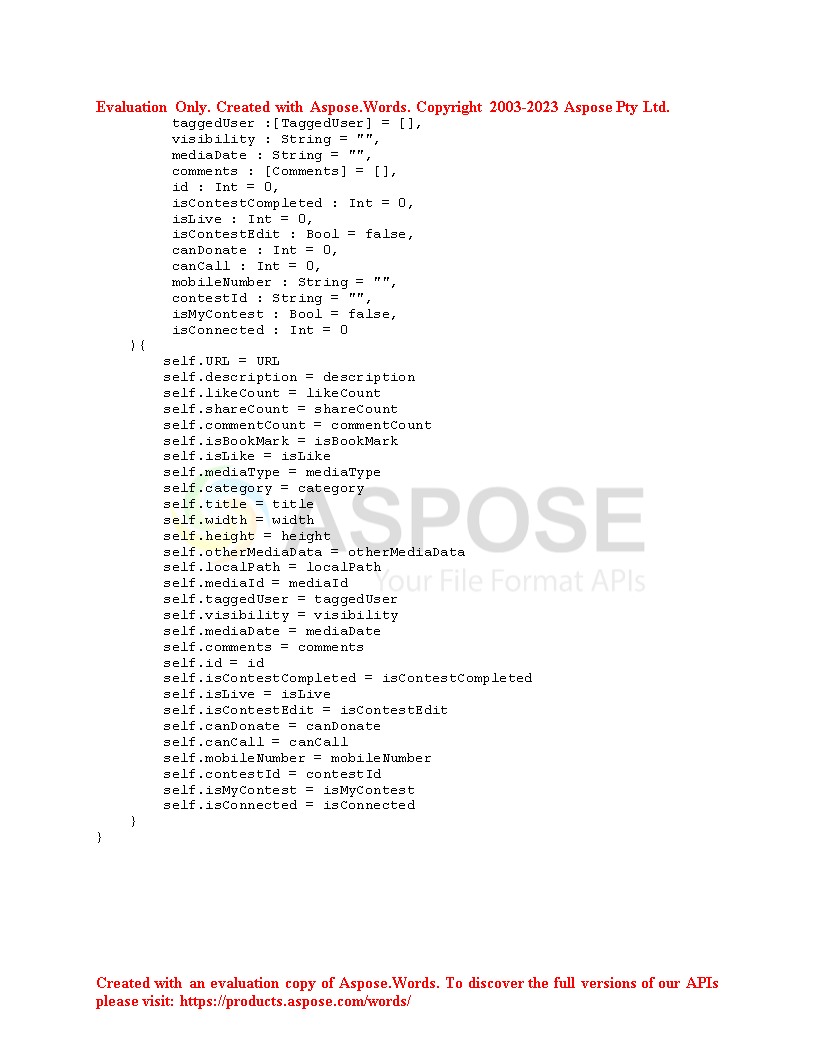 Evaluation Only. Created with Aspose.Words. Copyright 2003-2023 Aspose Pty Ltd.
taggedUser :[TaggedUser] = [],
visibility : String = "",
mediaDate : String = "",
comments : [Comments] = [],
id : Int = 0,
isContestCompleted : Int = 0,
isLive : Int = 0,
isContestEdit : Bool = false,
canDonate : Int = 0,
canCall : Int = 0,
mobileNumber : String = "",
contestId : String = "",
isMyContest : Bool = false,
isConnected : Int = 0
){
self.URL = URL
self.description = description
self.likeCount = likeCount
self.shareCount = shareCount
self.commentCount = commentCount
self.isBookMark = isBookMark
self.isLike = isLike
self.mediaType = mediaType
self.category = category
self.title = title
self.width = width
self.height = height
self.otherMediaData = otherMediaData
self.localPath = localPath
self.mediaId = mediaId
self.taggedUser = taggedUser
self.visibility = visibility
self.mediaDate = mediaDate
self.comments = comments
self.id = id
self.isContestCompleted = isContestCompleted
self.isLive = isLive
self.isContestEdit = isContestEdit
self.canDonate = canDonate
self.canCall = canCall
self.mobileNumber = mobileNumber
self.contestId = contestId
self.isMyContest = isMyContest
self.isConnected = isConnected
}
}
ASPOSE
Your File Format APIs
Created with an evaluation copy of Aspose.Words. To discover the full versions of our APIs
please visit: https://products.aspose.com/words/